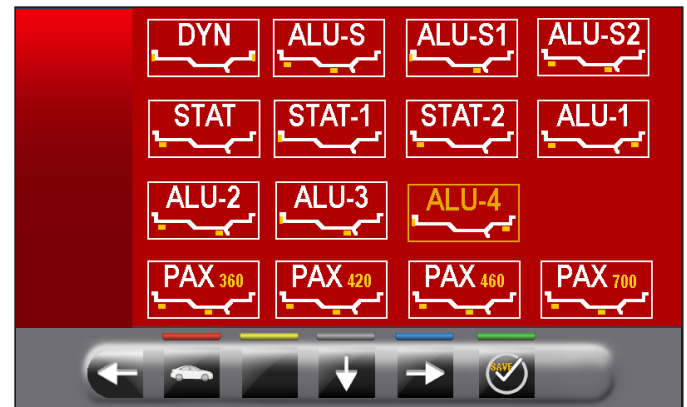 DYN ALU-S ALU-S1 ALU-S2
STAT STAT-1 STAT-2 ALU-1
ALU-2 ALU-3 ALU-4
PAX 360 PAX 420 PAX 460 PAX 700
SAVE